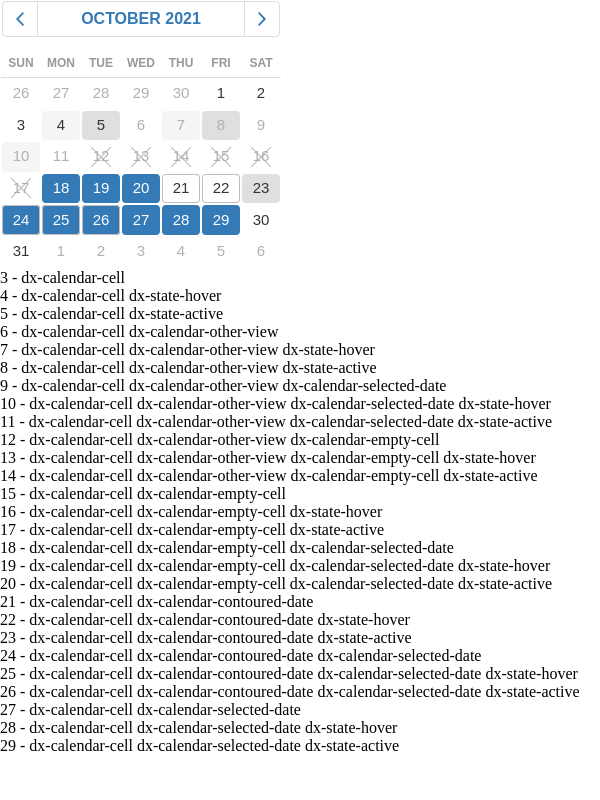 OCTOBER 2021
SUN MON TUE WED THU FRI SAT
26 27 28 29 30 1 2
3 4 5 6 7 8 9
10 11 12 13 14 15 16
17 18 19 20 21 22 23
24 25 26 27 28 29 30
31 1 2 3 4 5 6
3 - dx-calendar-cell
4 - dx-calendar-cell dx-state-hover
5 - dx-calendar-cell dx-state-active
6 - dx-calendar-cell dx-calendar-other-view
7 - dx-calendar-cell dx-calendar-other-view dx-state-hover
8 - dx-calendar-cell dx-calendar-other-view dx-state-active
9 - dx-calendar-cell dx-calendar-other-view dx-calendar-selected-date
10 - dx-calendar-cell dx-calendar-other-view dx-calendar-selected-date dx-state-hover
11 - dx-calendar-cell dx-calendar-other-view dx-calendar-selected-date dx-state-active
12 - dx-calendar-cell dx-calendar-other-view dx-calendar-empty-cell
13 - dx-calendar-cell dx-calendar-other-view dx-calendar-empty-cell dx-state-hover
14 - dx-calendar-cell dx-calendar-other-view dx-calendar-empty-cell dx-state-active
15 - dx-calendar-cell dx-calendar-empty-cell
16 - dx-calendar-cell dx-calendar-empty-cell dx-state-hover
17 - dx-calendar-cell dx-calendar-empty-cell dx-state-active
18 - dx-calendar-cell dx-calendar-empty-cell dx-calendar-selected-date
19 - dx-calendar-cell dx-calendar-empty-cell dx-calendar-selected-date dx-state-hover
20 - dx-calendar-cell dx-calendar-empty-cell dx-calendar-selected-date dx-state-active
21 - dx-calendar-cell dx-calendar-contoured-date
22 - dx-calendar-cell dx-calendar-contoured-date dx-state-hover
23 - dx-calendar-cell dx-calendar-contoured-date dx-state-active
24 - dx-calendar-cell dx-calendar-contoured-date dx-calendar-selected-date
25 - dx-calendar-cell dx-calendar-contoured-date dx-calendar-selected-date dx-state-hover
26 - dx-calendar-cell dx-calendar-contoured-date dx-calendar-selected-date dx-state-active
27 - dx-calendar-cell dx-calendar-selected-date
28 - dx-calendar-cell dx-calendar-selected-date dx-state-hover
29 - dx-calendar-cell dx-calendar-selected-date dx-state-active